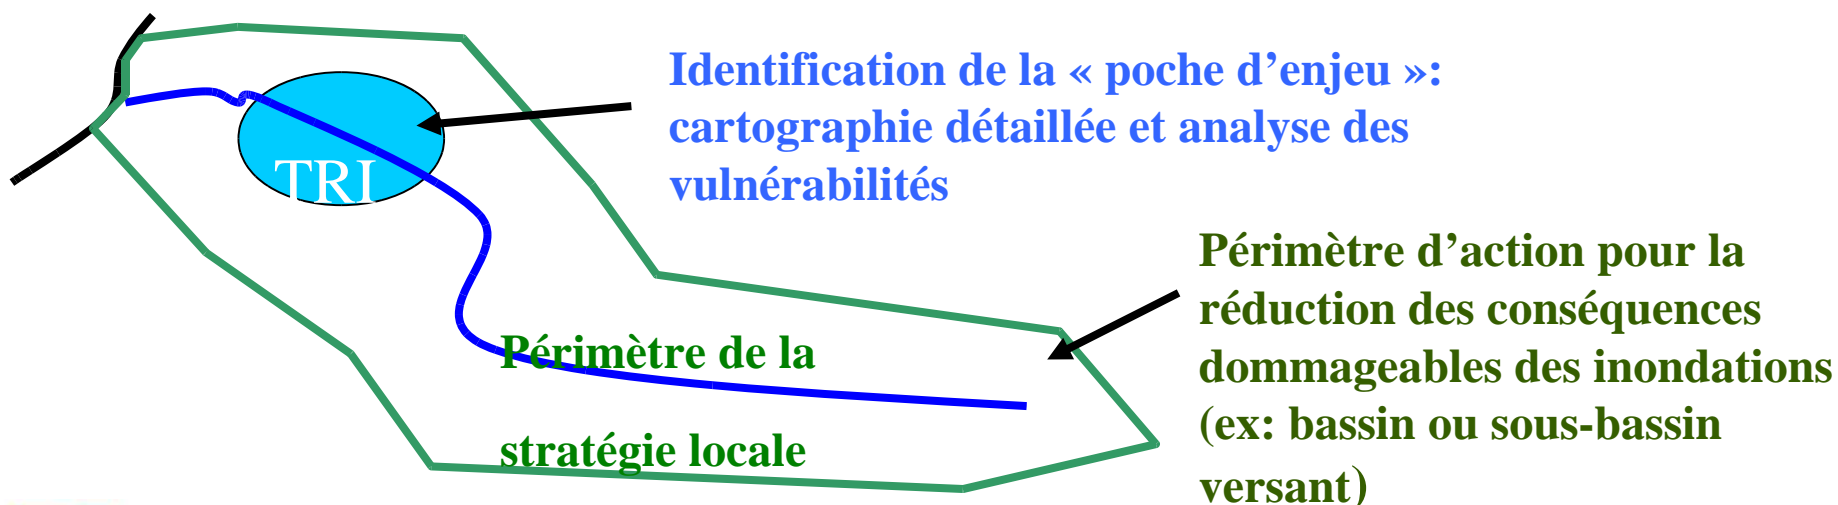 Identification de la « poche d’enjeu »:
cartographie détaillée et analyse des
vulnérabilités
TRI
Périmètre d’action pour la
réduction des conséquences
dommageables des inondations
(ex: bassin ou sous-bassin
versant)
Périmètre de la
stratégie locale